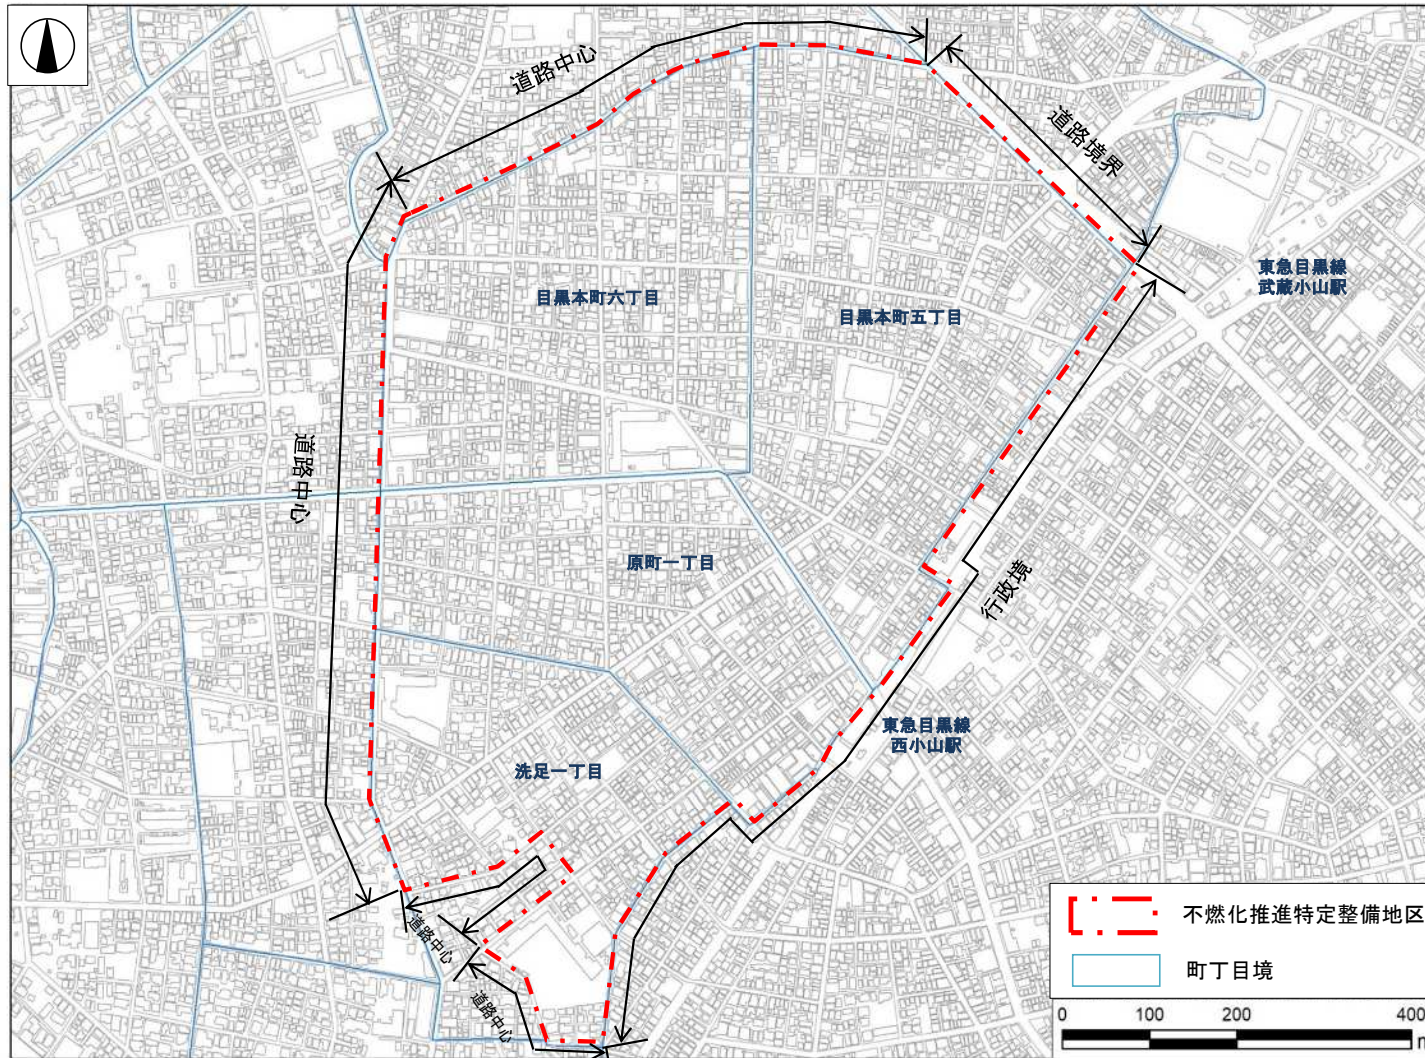 道路中心
道路境界
東急目黒線
武蔵小山駅
目黒本町六丁目
目黒本町五丁目
道路中心
原町一丁目
行政境
東急目黒線
西小山駅
洗足一丁目
道路中心
道路中心
不燃化推進特定整備地区
町丁目境
0 100 200 400
m